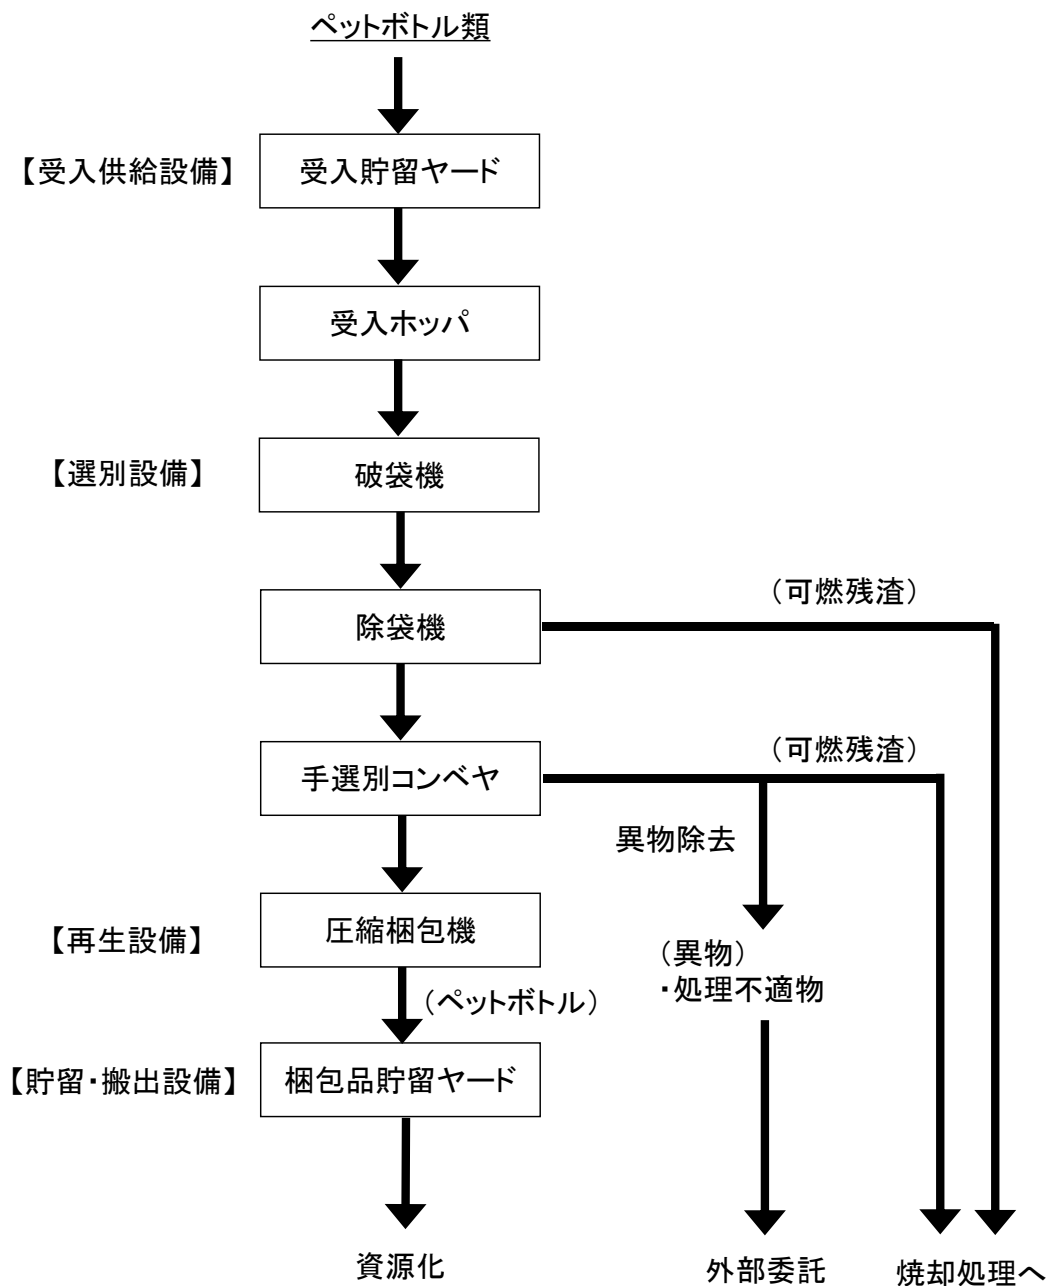 ペットボトル類
【受入供給設備】
受入貯留ヤード
受入ホッパ
【選別設備】
破袋機
除袋機
（可燃残渣）
手選別コンベヤ
（可燃残渣）
異物除去
【再生設備】
圧縮梱包機
（異物）
・処理不適物
（ペットボトル）
【貯留・搬出設備】
梱包品貯留ヤード
資源化
外部委託
焼却処理へ